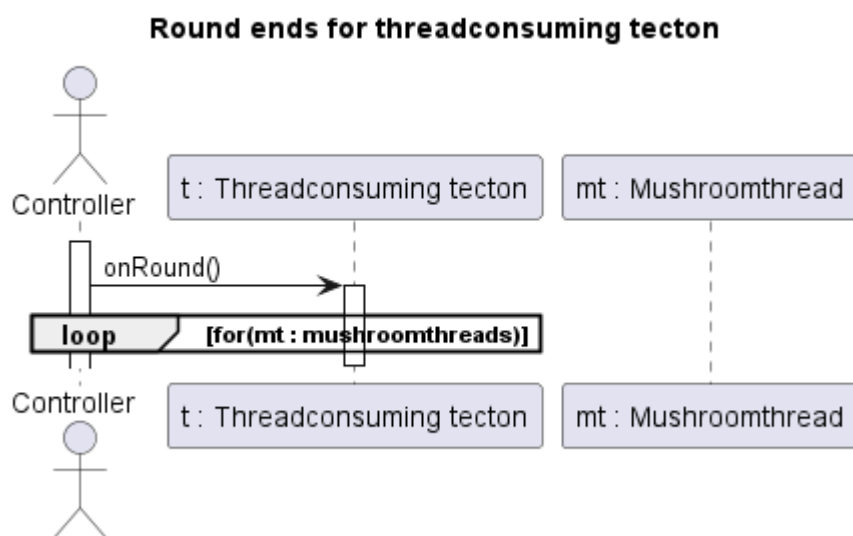 Round ends for threadconsuming tecton
Controller
t : Threadconsuming tecton
mt : Mushroomthread
onRound()
loop [for(mt : mushroomthreads)]
Controller
t : Threadconsuming tecton
mt : Mushroomthread